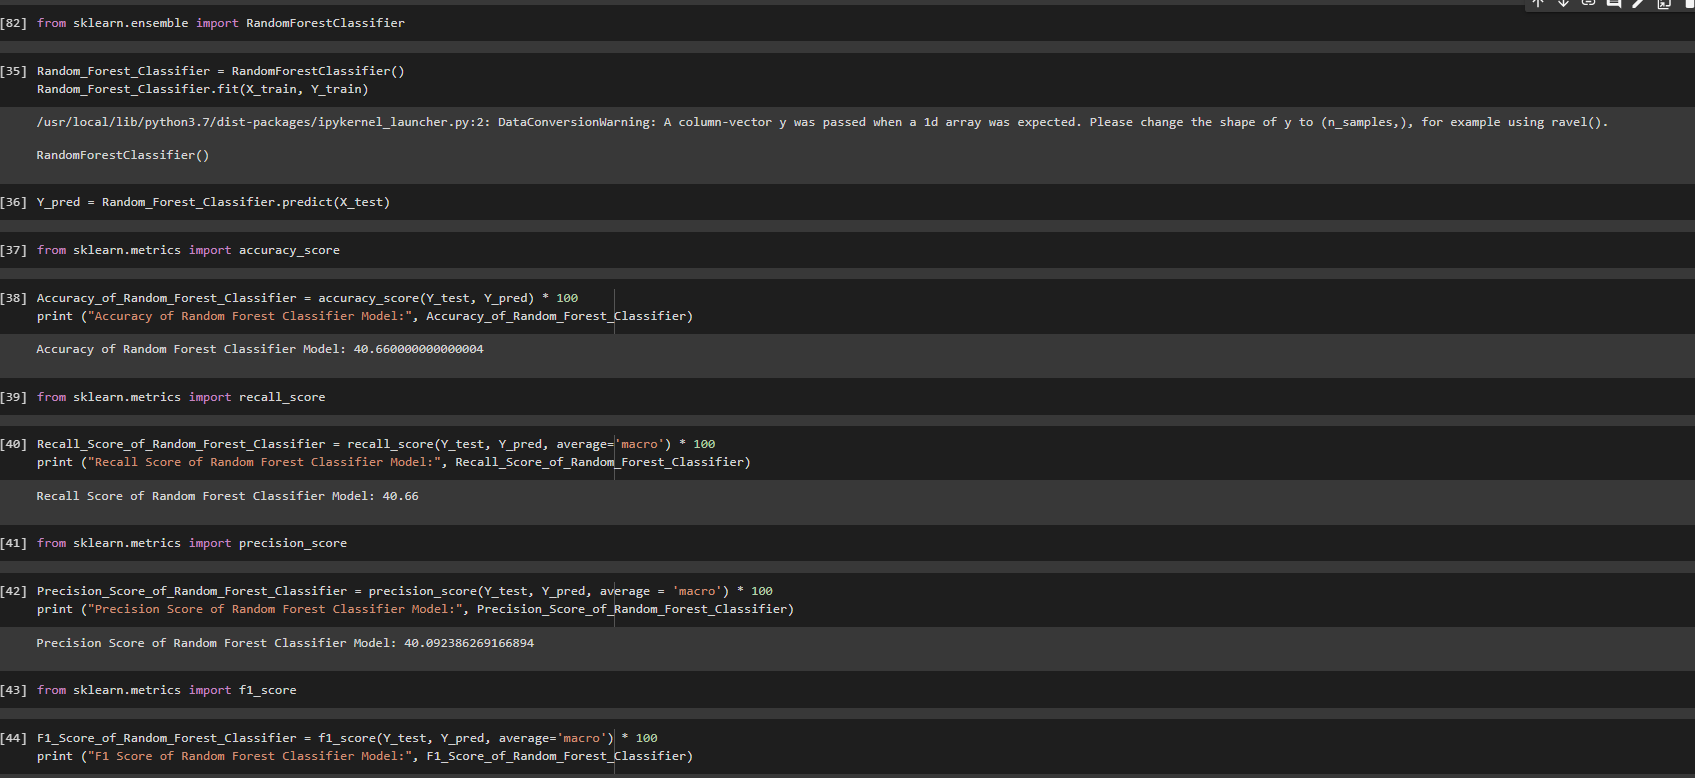 [82] from sklearn.ensemble import RandomForestClassifier
[35] Random_Forest_Classifier = RandomForestClassifier()
Random_Forest_Classifier.fit(X_train, Y_train)
/usr/local/lib/python3.7/dist-packages/ipykernel_launcher.py:2: DataConversionWarning: A column-vector y was passed when a 1d array was expected. Please change the shape of y to (n_samples,), for example using ravel().
RandomForestClassifier()
[36] Y_pred = Random_Forest_Classifier.predict(X_test)
[37] from sklearn.metrics import accuracy_score
[38] Accuracy_of_Random_Forest_Classifier = accuracy_score(Y_test, Y_pred) * 100
print ("Accuracy of Random Forest Classifier Model:", Accuracy_of_Random_Forest_Classifier)
Accuracy of Random Forest Classifier Model: 40.660000000000004
[39] from sklearn.metrics import recall_score
[40] Recall_Score_of_Random_Forest_Classifier = recall_score(Y_test, Y_pred, average='macro') * 100
print ("Recall Score of Random Forest Classifier Model:", Recall_Score_of_Random_Forest_Classifier)
Recall Score of Random Forest Classifier Model: 40.66
[41] from sklearn.metrics import precision_score
[42] Precision_Score_of_Random_Forest_Classifier = precision_score(Y_test, Y_pred, average = 'macro') * 100
print ("Precision Score of Random Forest Classifier Model:", Precision_Score_of_Random_Forest_Classifier)
Precision Score of Random Forest Classifier Model: 40.092386269166894
[43] from sklearn.metrics import f1_score
[44] F1_Score_of_Random_Forest_Classifier = f1_score(Y_test, Y_pred, average='macro') * 100
print ("F1 Score of Random Forest Classifier Model:", F1_Score_of_Random_Forest_Classifier)